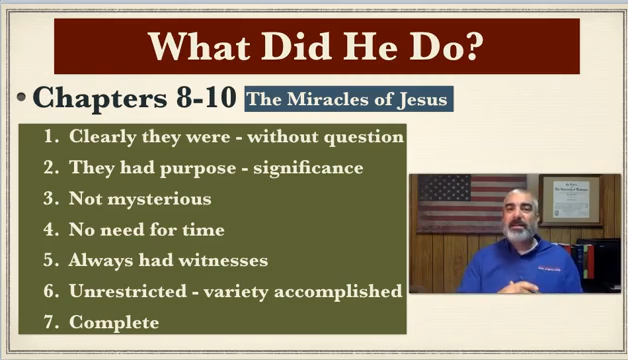 What Did He Do?
• Chapters 8-10 The Miracles of Jesus
1. Clearly they were - without question
2. They had purpose - significance
3. Not mysterious
4. No need for time
5. Always had witnesses
6. Unrestricted - variety accomplished
7. Complete